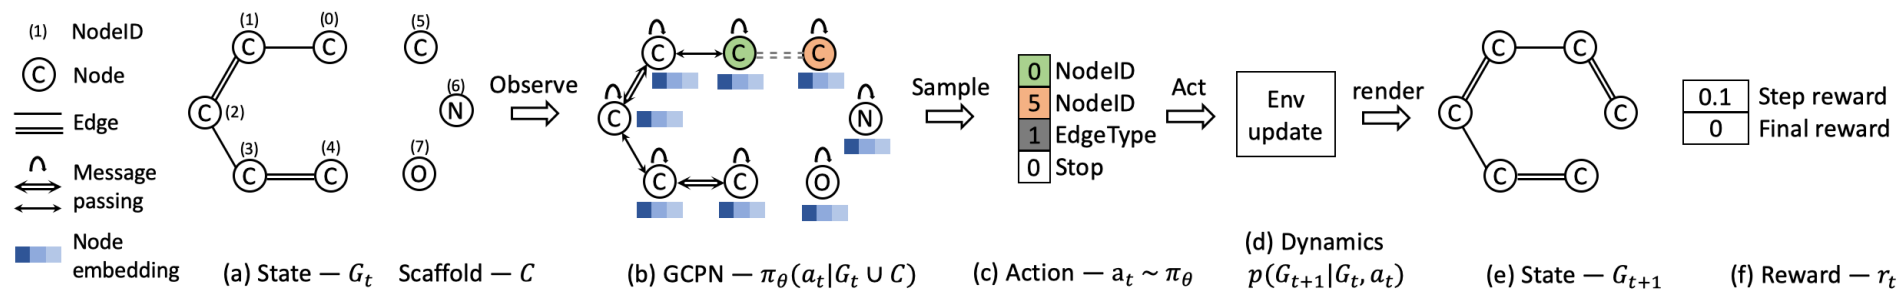 (1) NodeID
C Node
Edge
Message
passing
Node
embedding
(1) (0) (5)
C C C
(6)
C (2) N
(3) (4) (7)
C C O
(a) State — G_t Scaffold — C
Observe
C C C
C N
C C O
(b) GCPN — π_θ(a_t|G_t ∪ C)
Sample
0 NodeID
5 NodeID
1 EdgeType
0 Stop
(c) Action — a_t ~ π_θ
Act
Env
update
(d) Dynamics
p(G_{t+1}|G_t, a_t)
render
C C
C C
C C
(e) State — G_{t+1}
0.1 Step reward
0 Final reward
(f) Reward — r_t